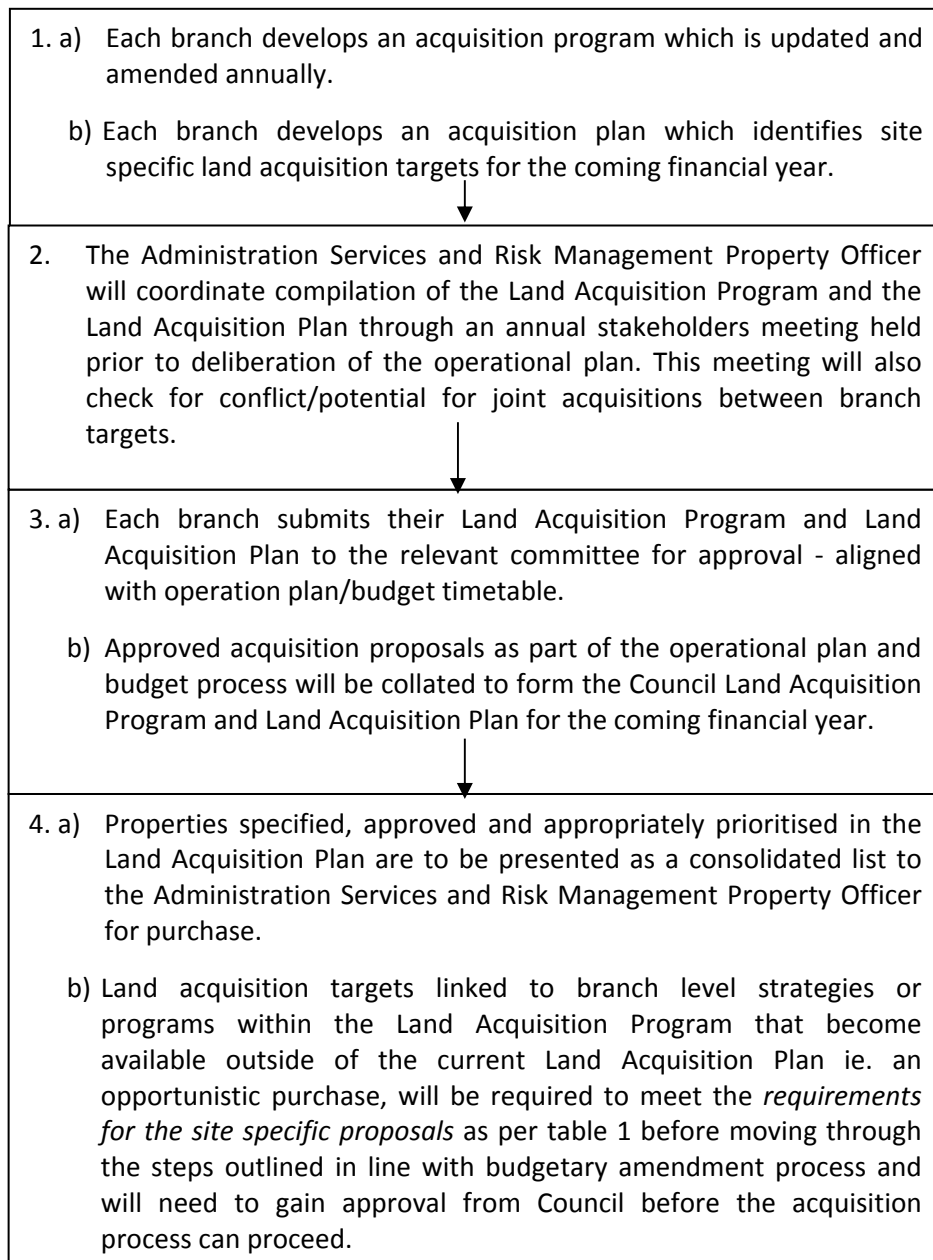 1. a) Each branch develops an acquisition program which is updated and
amended annually.
b) Each branch develops an acquisition plan which identifies site
specific land acquisition targets for the coming financial year.
2. The Administration Services and Risk Management Property Officer
will coordinate compilation of the Land Acquisition Program and the
Land Acquisition Plan through an annual stakeholders meeting held
prior to deliberation of the operational plan. This meeting will also
check for conflict/potential for joint acquisitions between branch
targets.
3. a) Each branch submits their Land Acquisition Program and Land
Acquisition Plan to the relevant committee for approval - aligned
with operation plan/budget timetable.
b) Approved acquisition proposals as part of the operational plan and
budget process will be collated to form the Council Land Acquisition
Program and Land Acquisition Plan for the coming financial year.
4. a) Properties specified, approved and appropriately prioritised in the
Land Acquisition Plan are to be presented as a consolidated list to
the Administration Services and Risk Management Property Officer
for purchase.
b) Land acquisition targets linked to branch level strategies or
programs within the Land Acquisition Program that become
available outside of the current Land Acquisition Plan ie. an
opportunistic purchase, will be required to meet the requirements
for the site specific proposals as per table 1 before moving through
the steps outlined in line with budgetary amendment process and
will need to gain approval from Council before the acquisition
process can proceed.